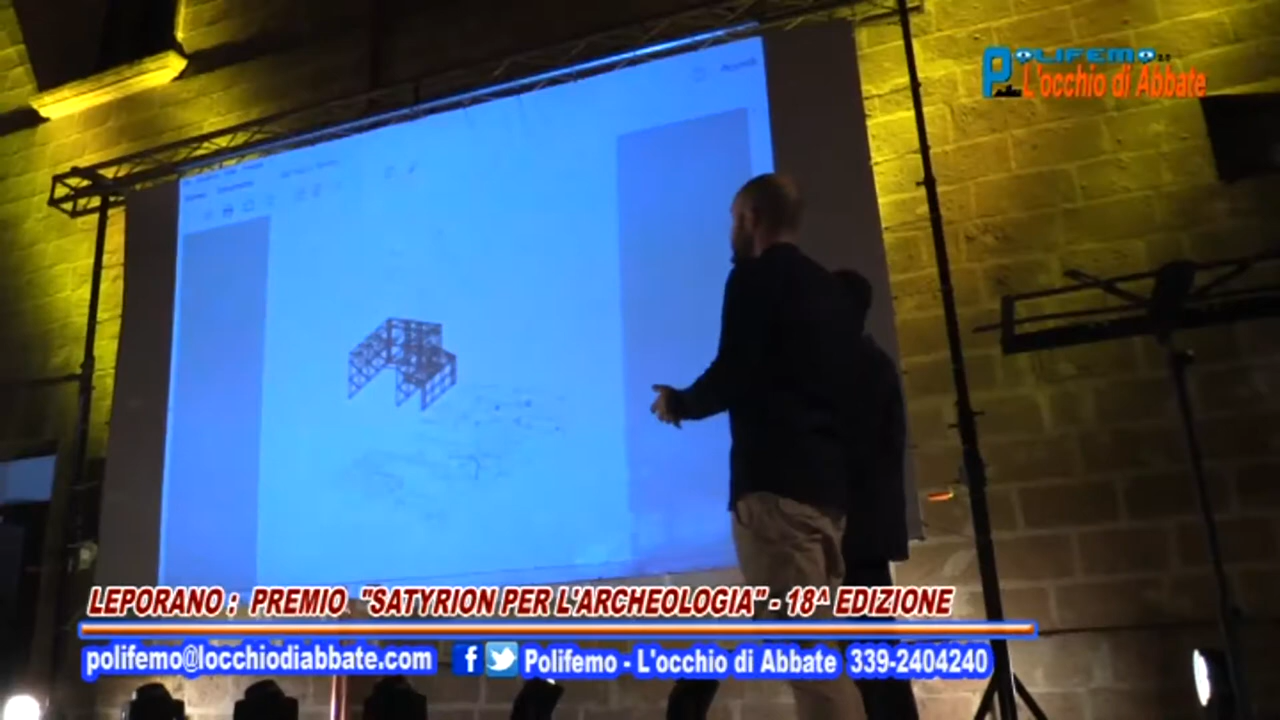 POLIFEMO
L'occhio di Abbate
LEPORANO : PREMIO "SATYRION PER L'ARCHEOLOGIA" - 18^ EDIZIONE
polifemo@locchiodiabbate.com Polifemo - L'occhio di Abbate 339-2404240